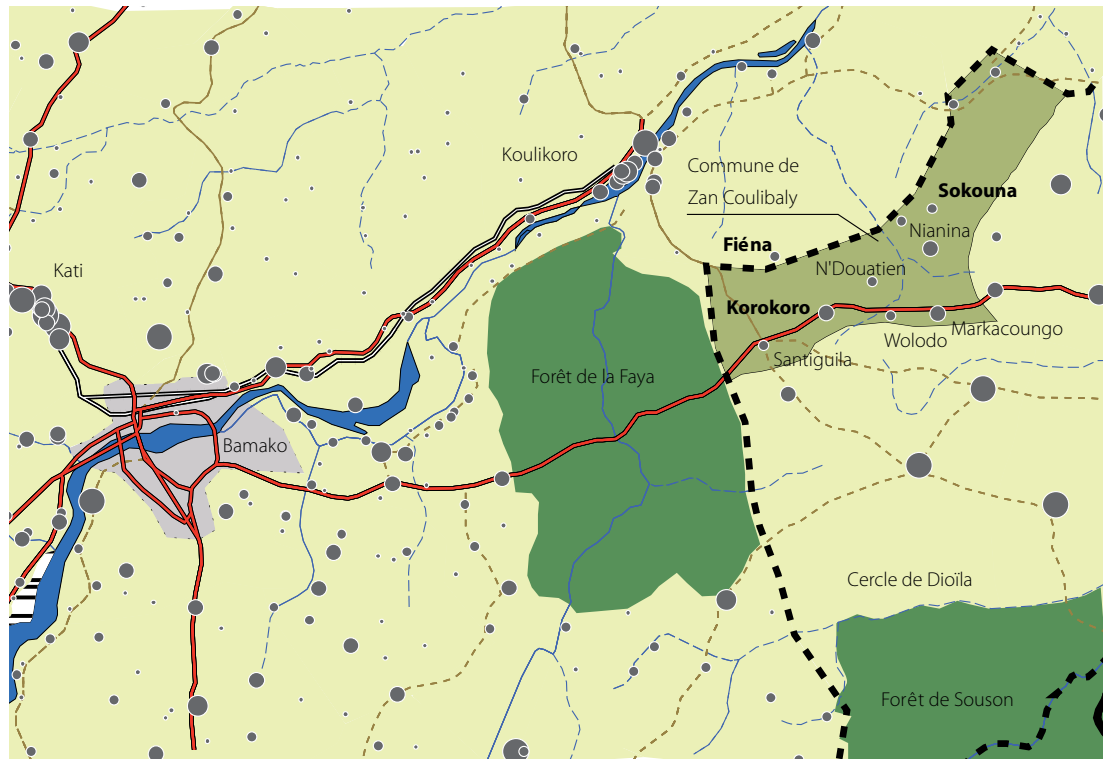 Koulikoro
Commune de
Zan Coulibaly
Sokouna
Nianina
Fiéna
N'Douatien
Kati
Korokoro
Markacoungo
Wolodo
Santiguila
Forêt de la Faya
Bamako
Cercle de Dioïla
Forêt de Souson